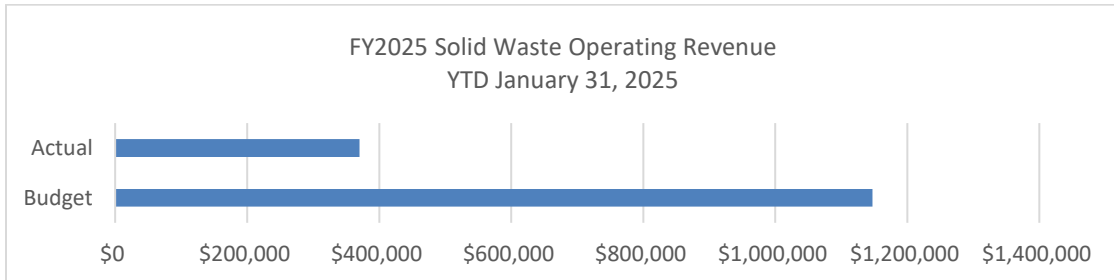 FY2025 Solid Waste Operating Revenue
YTD January 31, 2025
Actual
Budget
$0 $200,000 $400,000 $600,000 $800,000 $1,000,000 $1,200,000 $1,400,000